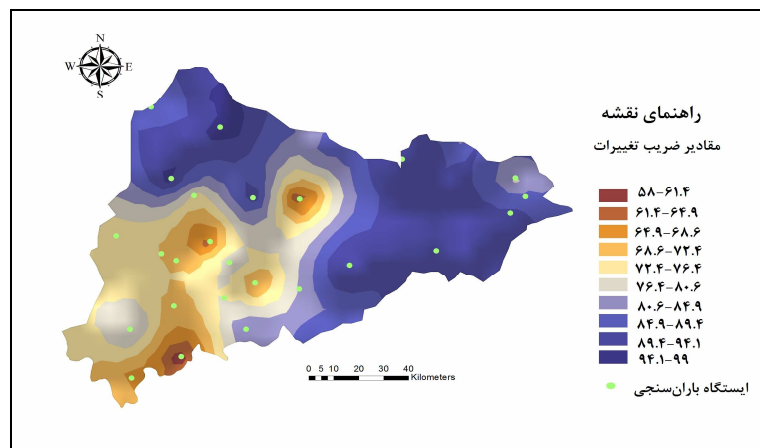 N
W E
S
راهنمای نقشه
مقادیر ضریب تغییرات
۵۸-۶۱.۴
۶۱.۴-۶۴.۹
۶۴.۹-۶۸.۶
۶۸.۶-۷۲.۴
۷۲.۴-۷۶.۴
۷۶.۴-۸۰.۶
۸۰.۶-۸۴.۹
۸۴.۹-۸۹.۴
۸۹.۴-۹۴.۱
۹۴.۱-۹۹
ایستگاه باران‌سنجی
0 5 10 20 30 40
Kilometers